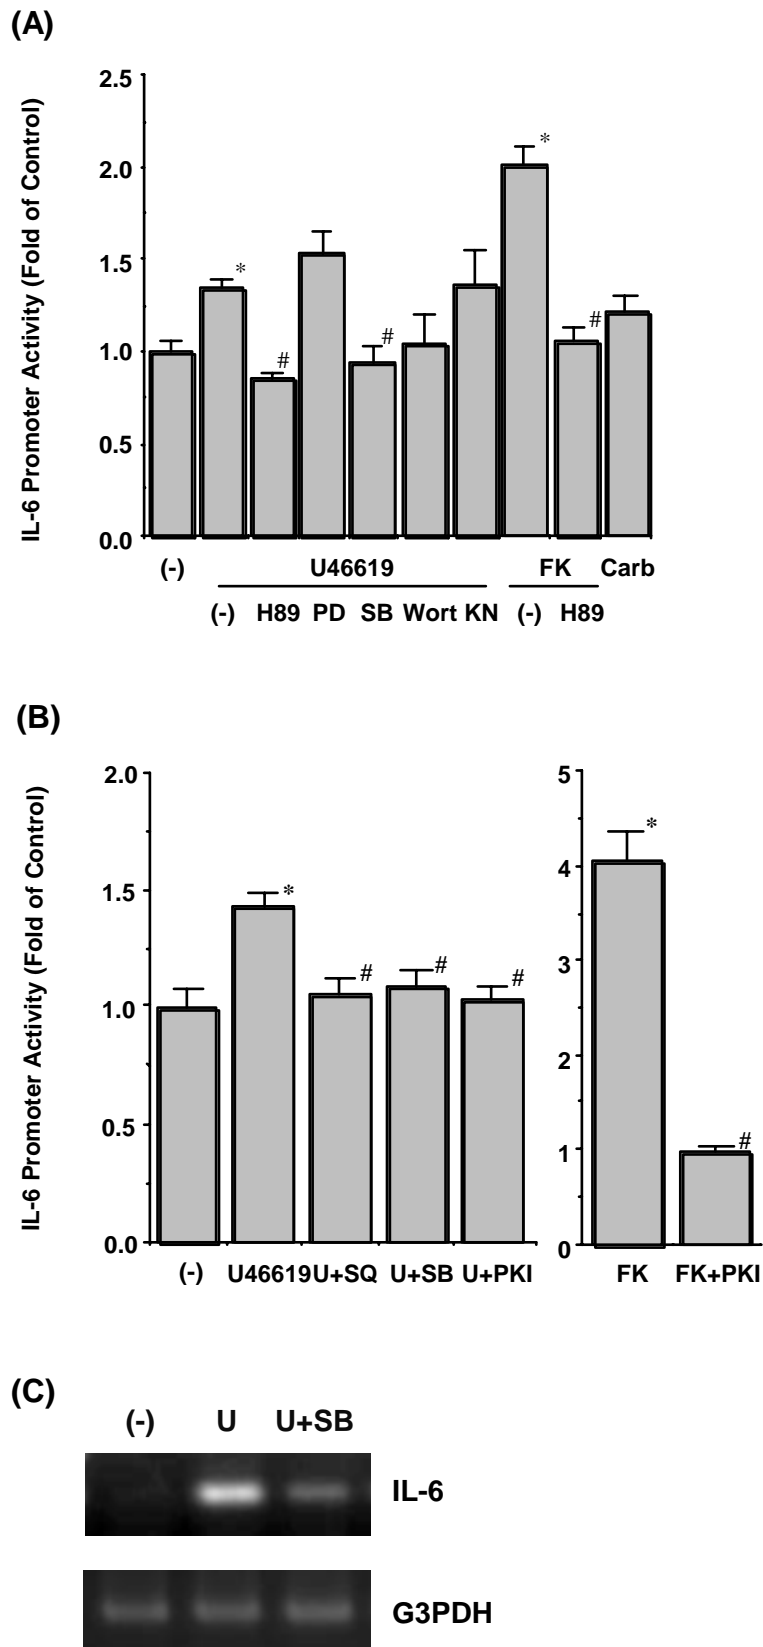 (A)
IL-6 Promoter Activity (Fold of Control)
2.5
2.0
1.5
1.0
0.5
0.0
*
#
#
*
#
(-) U46619 FK Carb
(-) H89 PD SB Wort KN (-) H89
(B)
IL-6 Promoter Activity (Fold of Control)
2.0
1.5
1.0
0.5
0.0
*
#
#
#
(-) U46619 U+SQ U+SB U+PKI
5
4
3
2
1
0
*
#
FK FK+PKI
(C)
(-) U U+SB
IL-6
G3PDH